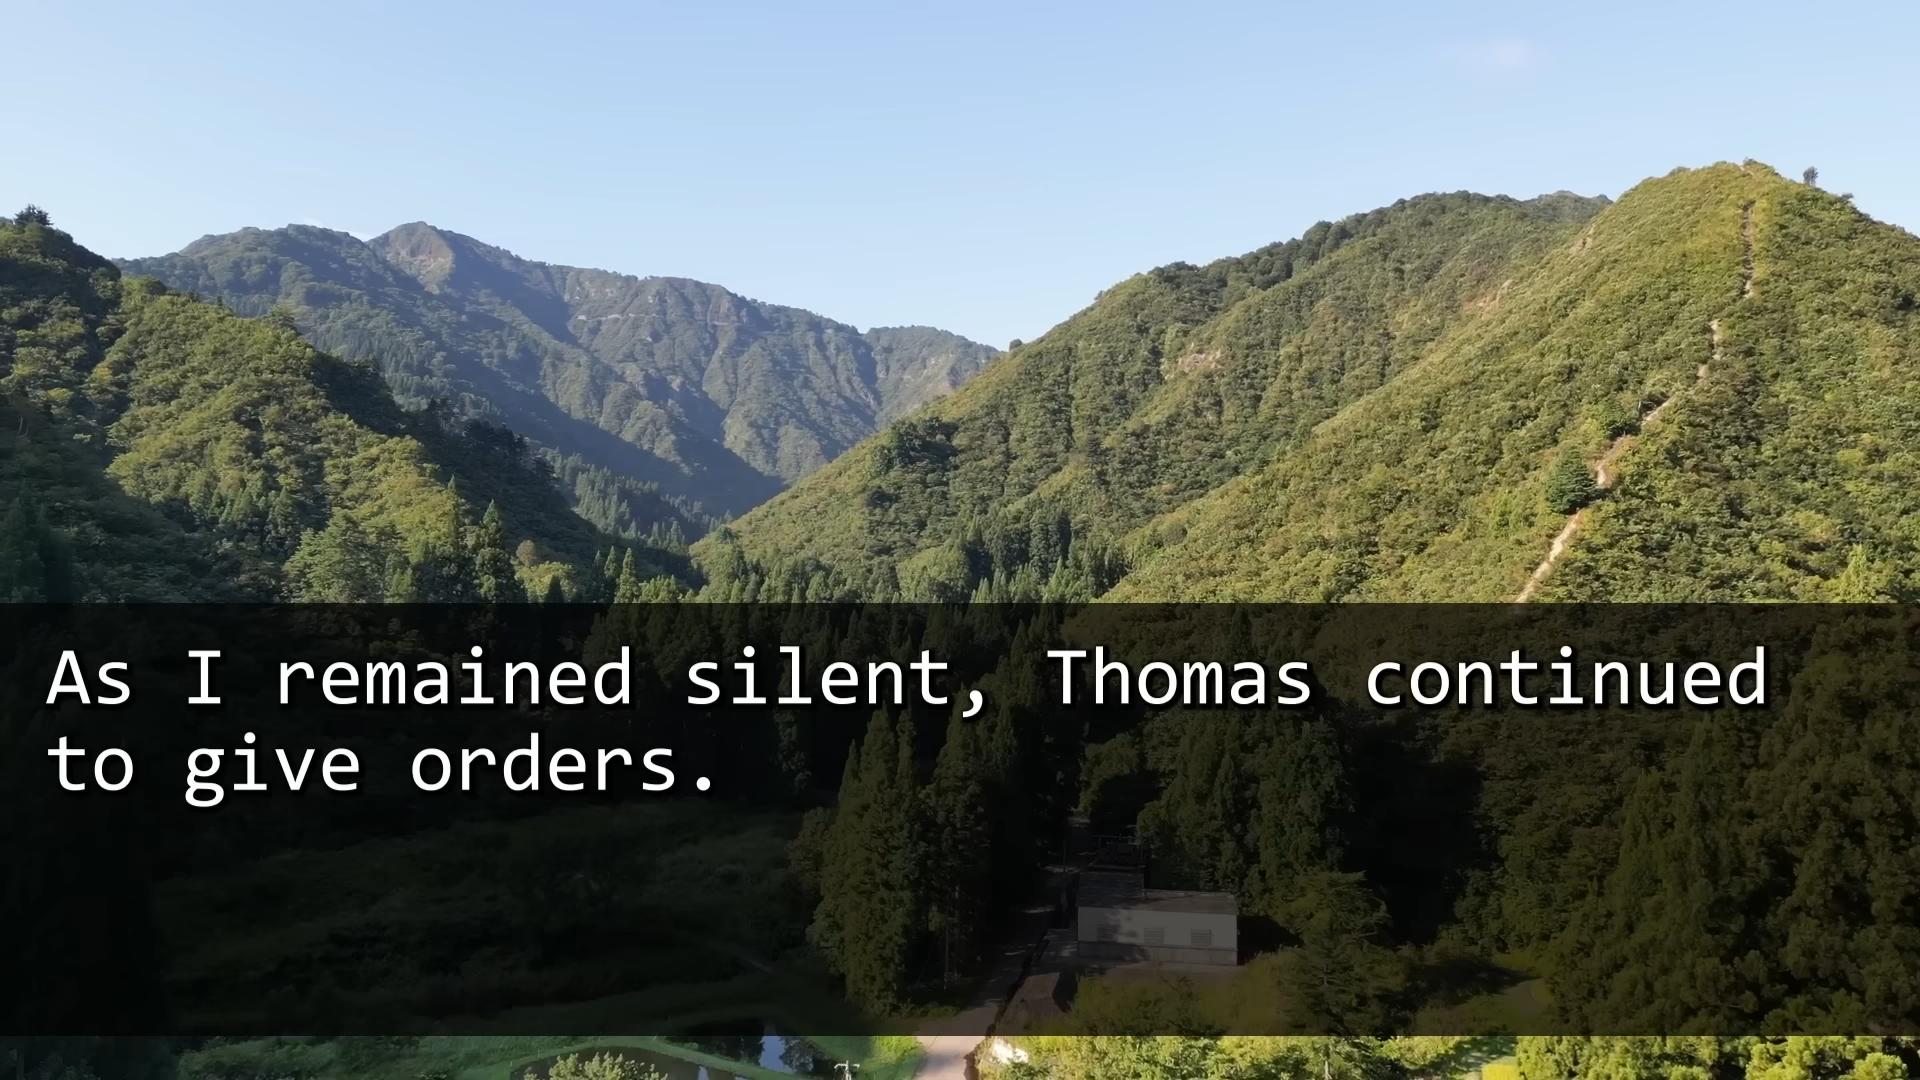 As I remained silent, Thomas continued
to give orders.